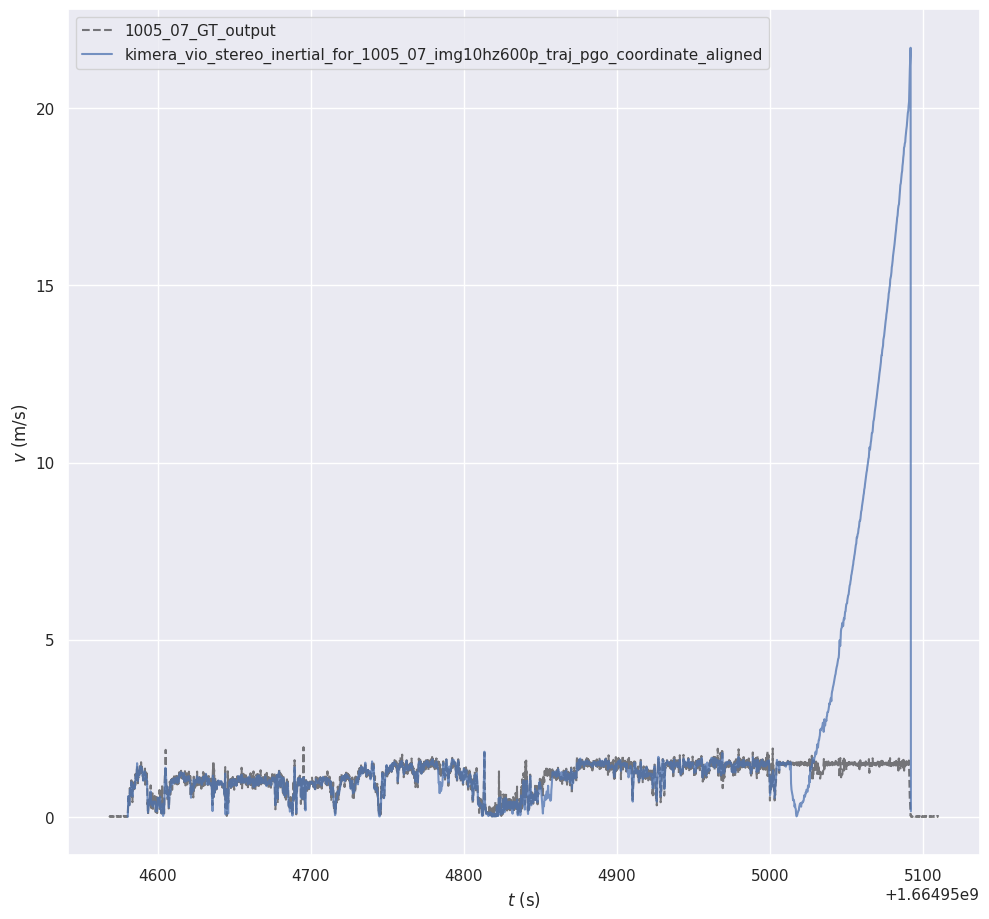 1005_07_GT_output
kimera_vio_stereo_inertial_for_1005_07_img10hz600p_traj_pgo_coordinate_aligned
20
15
10
5
0
v (m/s)
4600 4700 4800 4900 5000 5100
+1.66495e9
t (s)